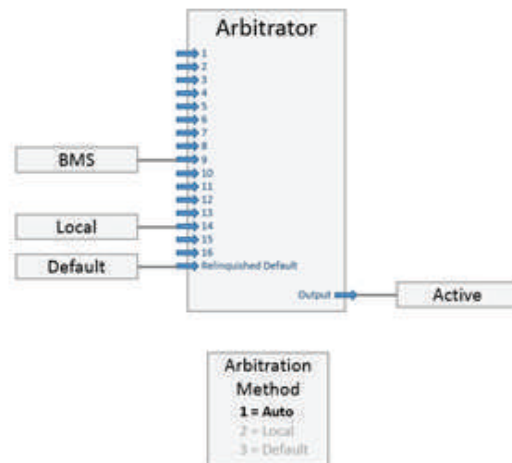 Arbitrator
1
2
3
4
5
6
7
8
BMS
9
10
11
12
13
Local
14
15
16
Default
Relinquished Default
Output
Active
Arbitration
Method
1 = Auto
2 = Local
3 = Default